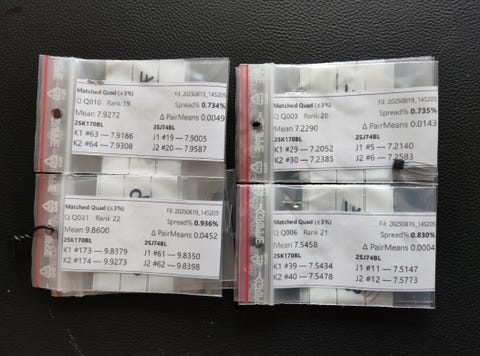 Matched Quad (±3%)
Fil: 20250819_145205
Q Q010 Rank 19
Spread% 0.734%
Mean 7.9272
Δ PairMeans 0.0049
2SK170BL
2SJ74BL
K1 #63 — 7.9186
J1 #19 — 7.9005
K2 #64 — 7.9308
J2 #20 — 7.9587
Matched Quad (±3%)
Fil: 20250819_145205
Q Q003 Rank 20
Spread% 0.735%
Mean 7.2290
Δ PairMeans 0.0143
2SK170BL
2SJ74BL
K1 #29 — 7.2052
J1 #5 — 7.2140
K2 #30 — 7.2385
J2 #6 — 7.2583
Matched Quad (±3%)
Fil: 20250819_145205
Q Q031 Rank 22
Spread% 0.936%
Mean 9.8600
Δ PairMeans 0.0452
2SK170BL
2SJ74BL
K1 #173 — 9.8379
J1 #61 — 9.8350
K2 #174 — 9.9273
J2 #62 — 9.8398
Matched Quad (±3%)
Fil: 20250819_145205
Q Q006 Rank 21
Spread% 0.830%
Mean 7.5458
Δ PairMeans 0.0004
2SK170BL
2SJ74BL
K1 #39 — 7.5434
J1 #11 — 7.5147
K2 #40 — 7.5478
J2 #12 — 7.5773